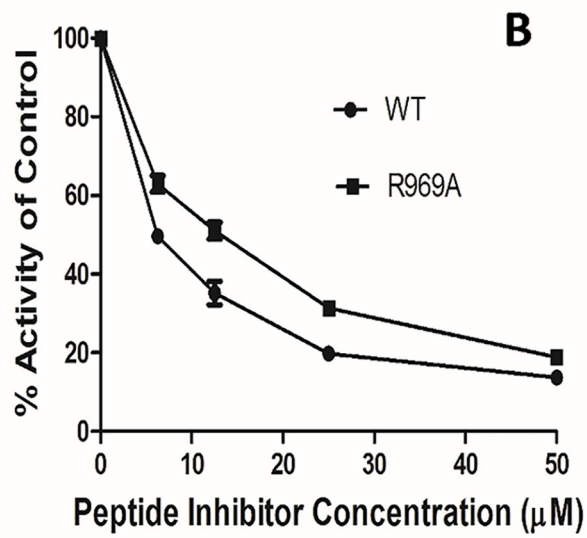 B
100
80
60
40
20
0
% Activity of Control
WT
R969A
0 10 20 30 40 50
Peptide Inhibitor Concentration (μM)